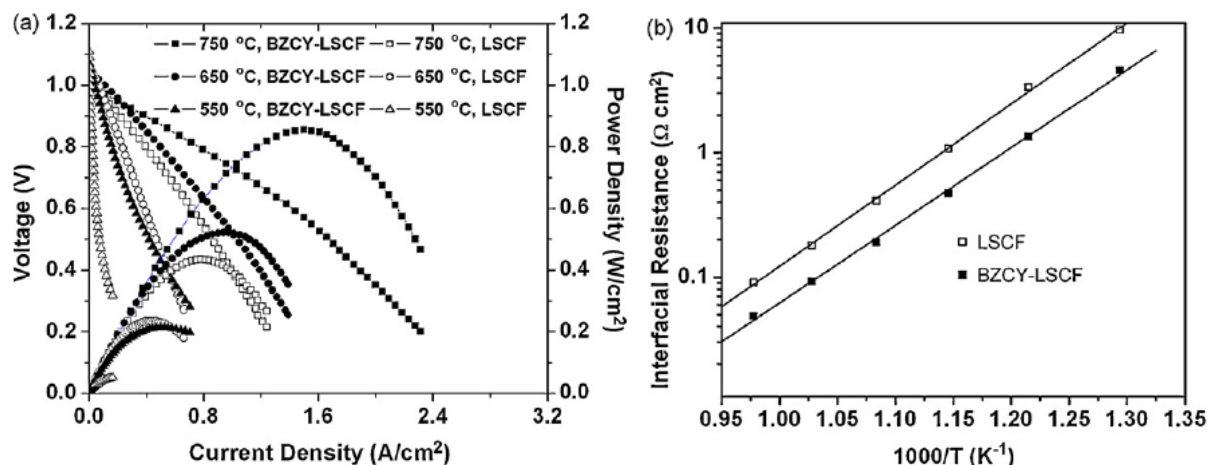 (a)
1.2
1.0
0.8
0.6
0.4
0.2
0.0
Voltage (V)
750 °C, BZCY-LSCF 750 °C, LSCF
650 °C, BZCY-LSCF 650 °C, LSCF
550 °C, BZCY-LSCF 550 °C, LSCF
1.2
1.0
0.8
0.6
0.4
0.2
0.0
Power Density (W/cm²)
0.0 0.8 1.6 2.4 3.2
Current Density (A/cm²)
(b)
10
1
0.1
Interfacial Resistance (Ω cm²)
LSCF
BZCY-LSCF
0.95 1.00 1.05 1.10 1.15 1.20 1.25 1.30 1.35
1000/T (K⁻¹)